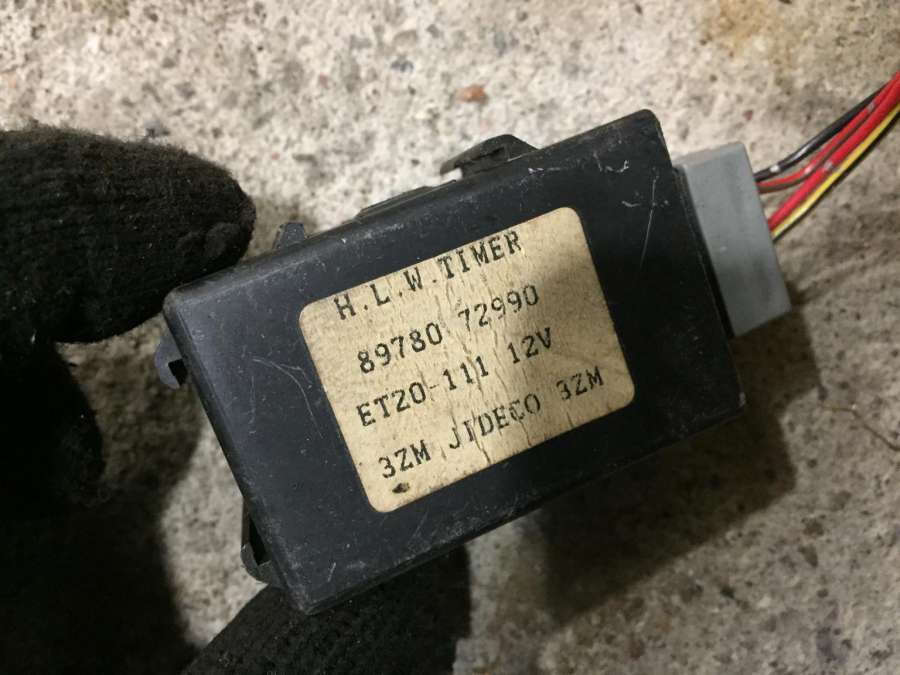 H.L.W.TIMER
89780-72990
ET20-111 12V
3ZM JIDECO 3ZM